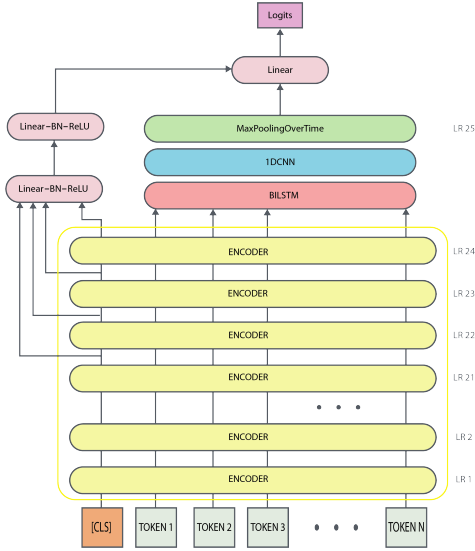 Logits
Linear
MaxPoolingOverTime
LR 25
Linear-BN-ReLU
1DCNN
Linear-BN-ReLU
BILSTM
ENCODER
LR 24
ENCODER
LR 23
ENCODER
LR 22
ENCODER
LR 21
ENCODER
LR 2
ENCODER
LR 1
[CLS]
TOKEN 1
TOKEN 2
TOKEN 3
TOKEN N